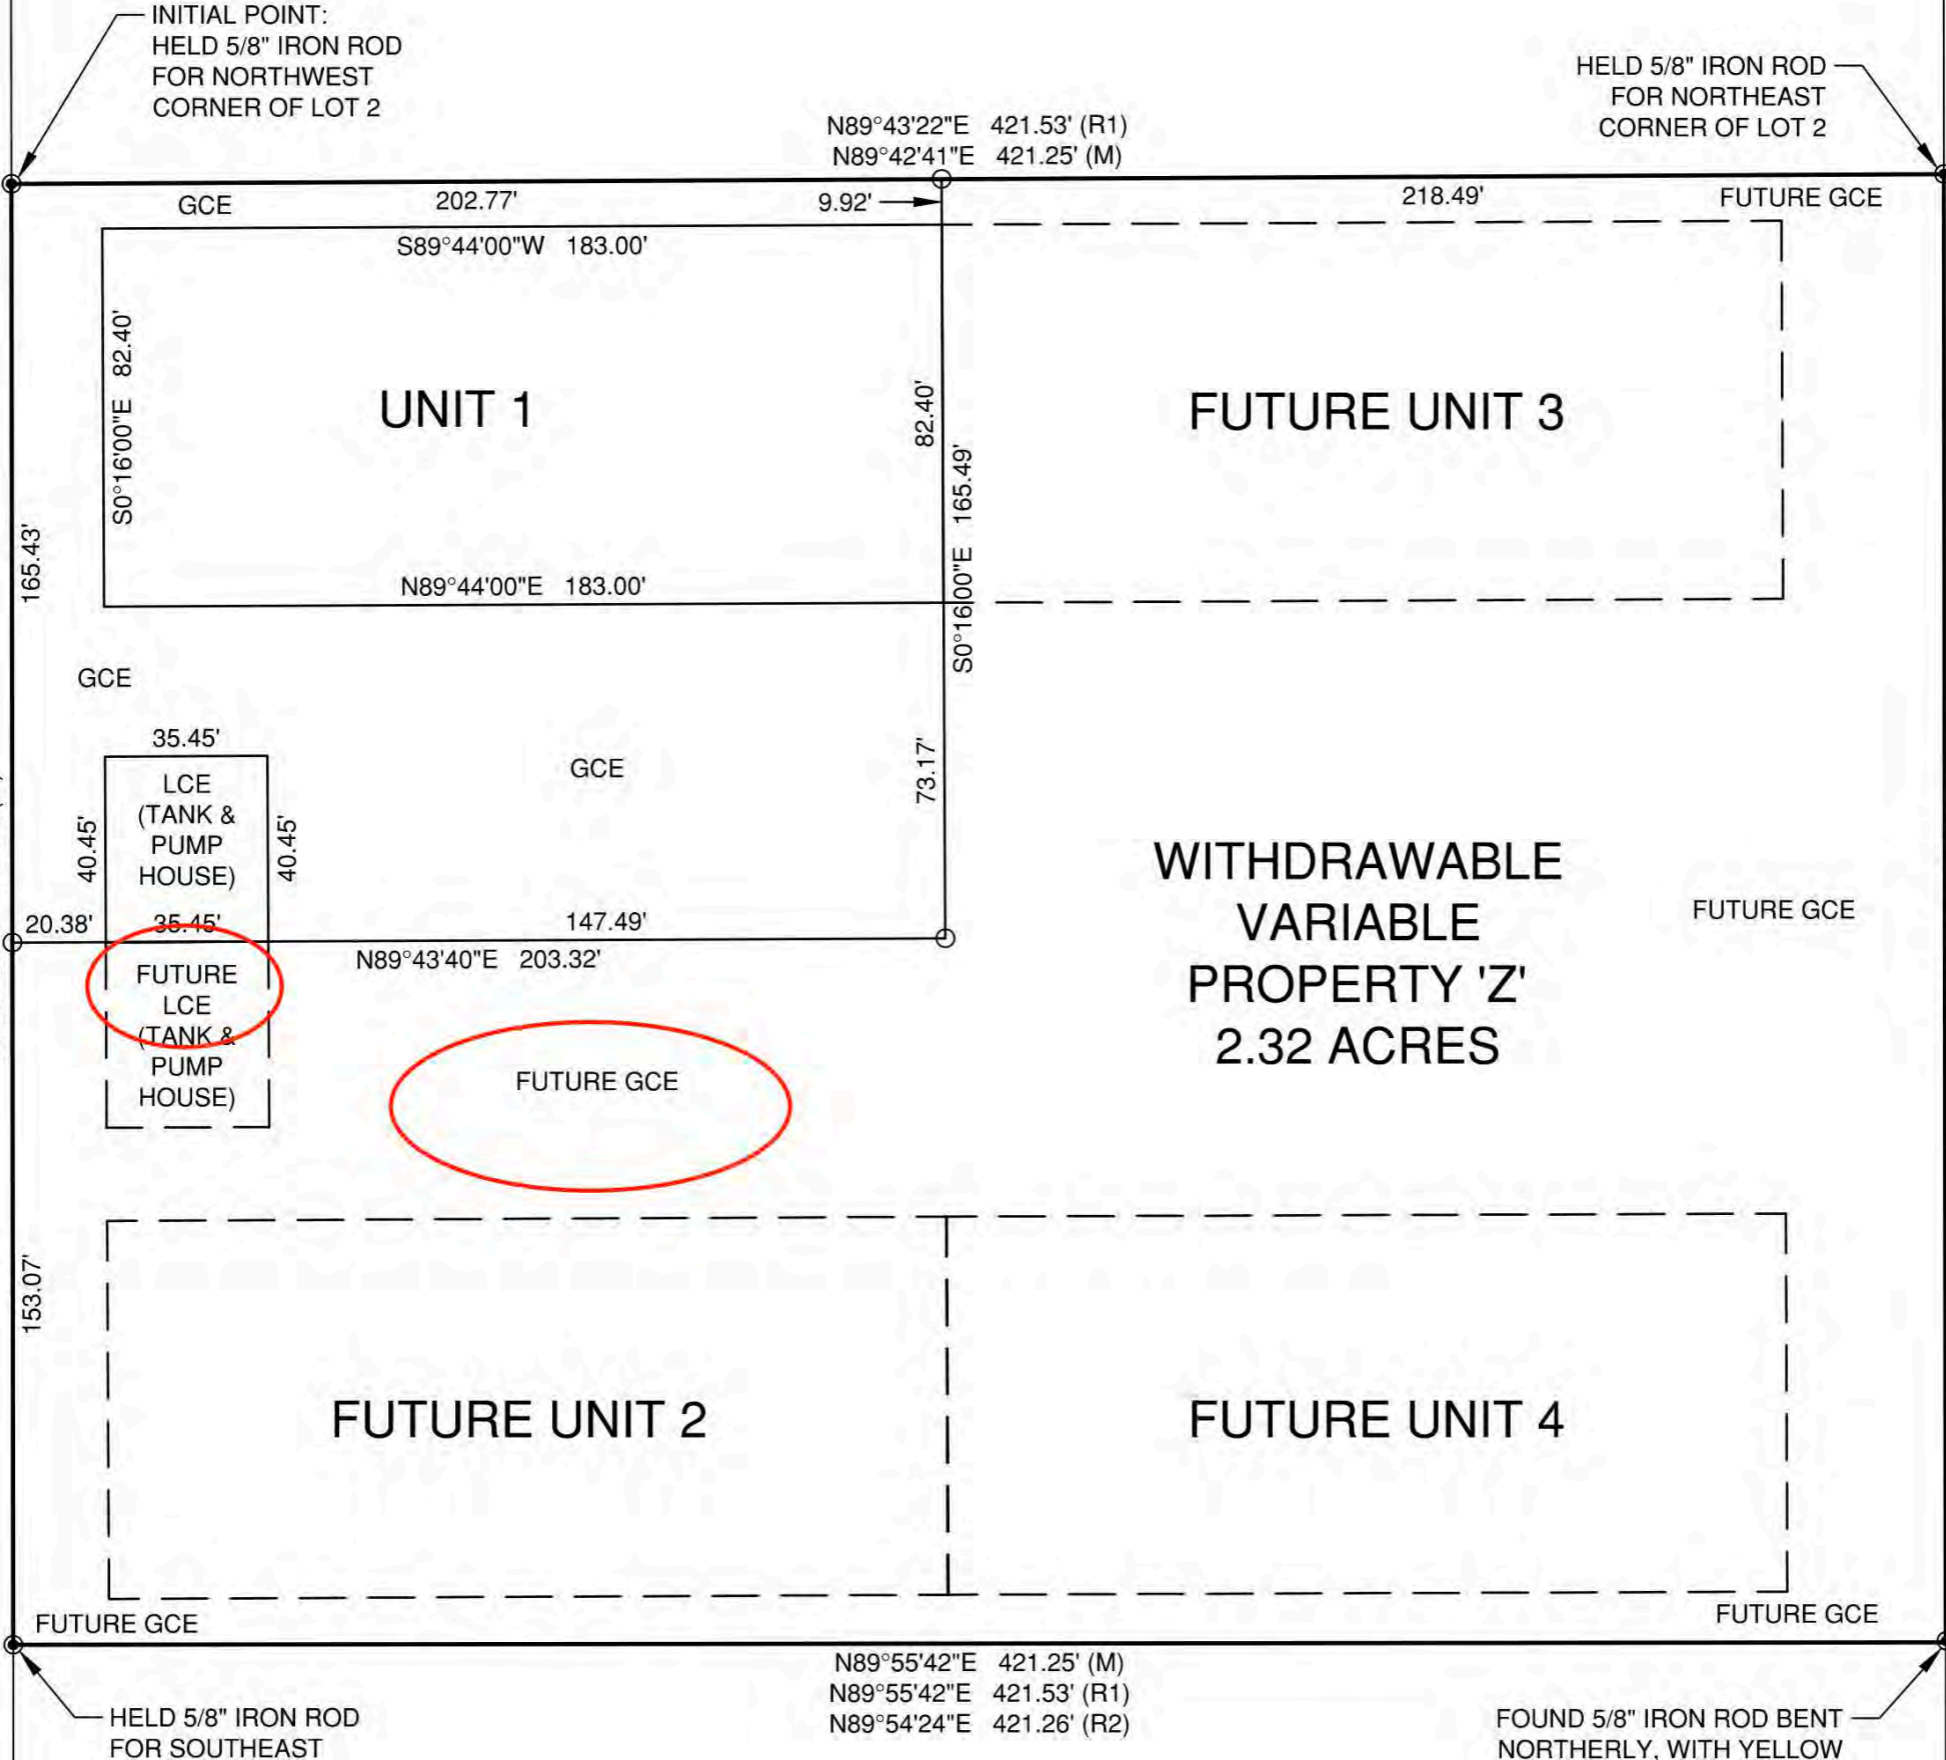 INITIAL POINT:
HELD 5/8" IRON ROD
FOR NORTHWEST
CORNER OF LOT 2
HELD 5/8" IRON ROD
FOR NORTHEAST
CORNER OF LOT 2
N89°43'22"E 421.53' (R1)
N89°42'41"E 421.25' (M)
GCE
202.77'
9.92'
218.49'
FUTURE GCE
S89°44'00"W 183.00'
S0°16'00"E 82.40'
UNIT 1
82.40'
S0°16'00"E 165.49'
FUTURE UNIT 3
165.43'
N89°44'00"E 183.00'
GCE
35.45'
LCE
(TANK &
PUMP
HOUSE)
40.45'
40.45'
GCE
73.17'
20.38'
35.45'
147.49'
N89°43'40"E 203.32'
WITHDRAWABLE
VARIABLE
PROPERTY 'Z'
2.32 ACRES
FUTURE GCE
FUTURE
LCE
(TANK &
PUMP
HOUSE)
FUTURE GCE
153.07'
FUTURE UNIT 2
FUTURE UNIT 4
FUTURE GCE
FUTURE GCE
N89°55'42"E 421.25' (M)
N89°55'42"E 421.53' (R1)
N89°54'24"E 421.26' (R2)
HELD 5/8" IRON ROD
FOR SOUTHEAST
FOUND 5/8" IRON ROD BENT
NORTHERLY, WITH YELLOW